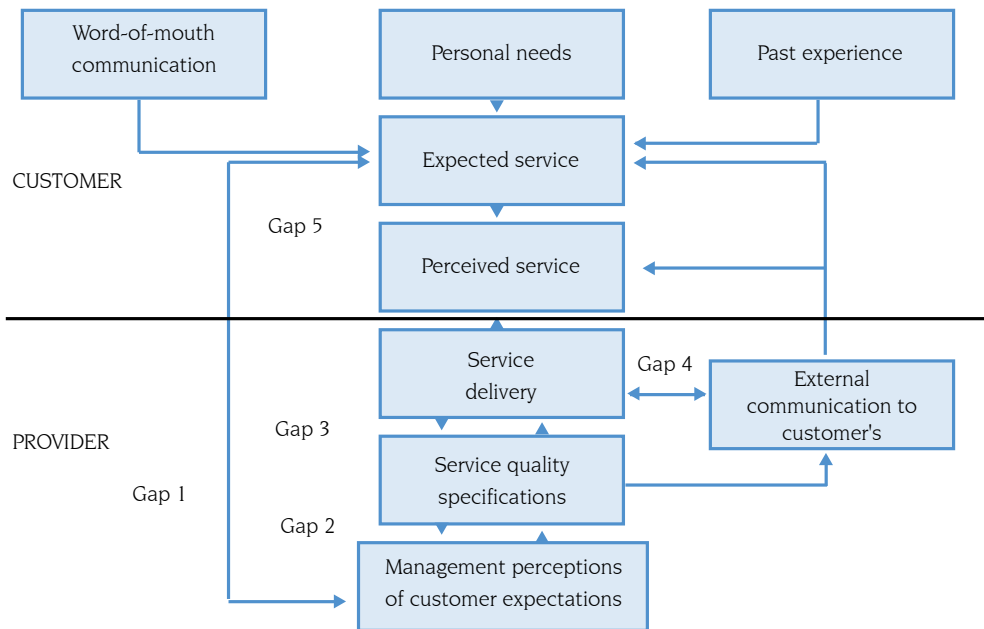 Word-of-mouth
communication
Personal needs
Past experience
Expected service
CUSTOMER
Gap 5
Perceived service
Service
delivery
Gap 4
External
communication to
customer's
Gap 3
PROVIDER
Service quality
specifications
Gap 1
Gap 2
Management perceptions
of customer expectations